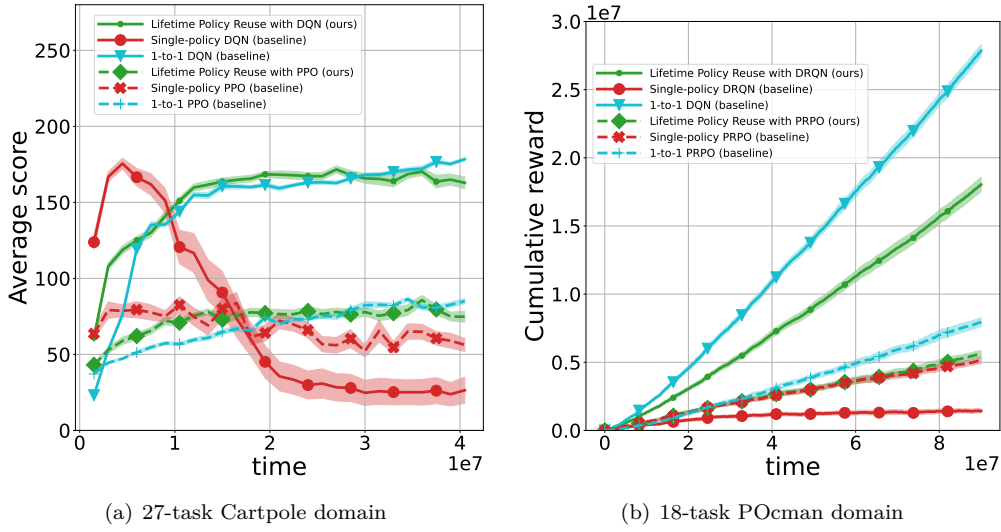 250
200
150
100
50
0
Average score
Lifetime Policy Reuse with DQN (ours)
Single-policy DQN (baseline)
1-to-1 DQN (baseline)
Lifetime Policy Reuse with PPO (ours)
Single-policy PPO (baseline)
1-to-1 PPO (baseline)
0 1 2 3 4
time
1e7
(a) 27-task Cartpole domain
1e7
3.0
2.5
2.0
1.5
1.0
0.5
0.0
Cumulative reward
Lifetime Policy Reuse with DRQN (ours)
Single-policy DRQN (baseline)
1-to-1 DQN (baseline)
Lifetime Policy Reuse with PRPO (ours)
Single-policy PRPO (baseline)
1-to-1 PRPO (baseline)
0 2 4 6 8
time
1e7
(b) 18-task POcman domain